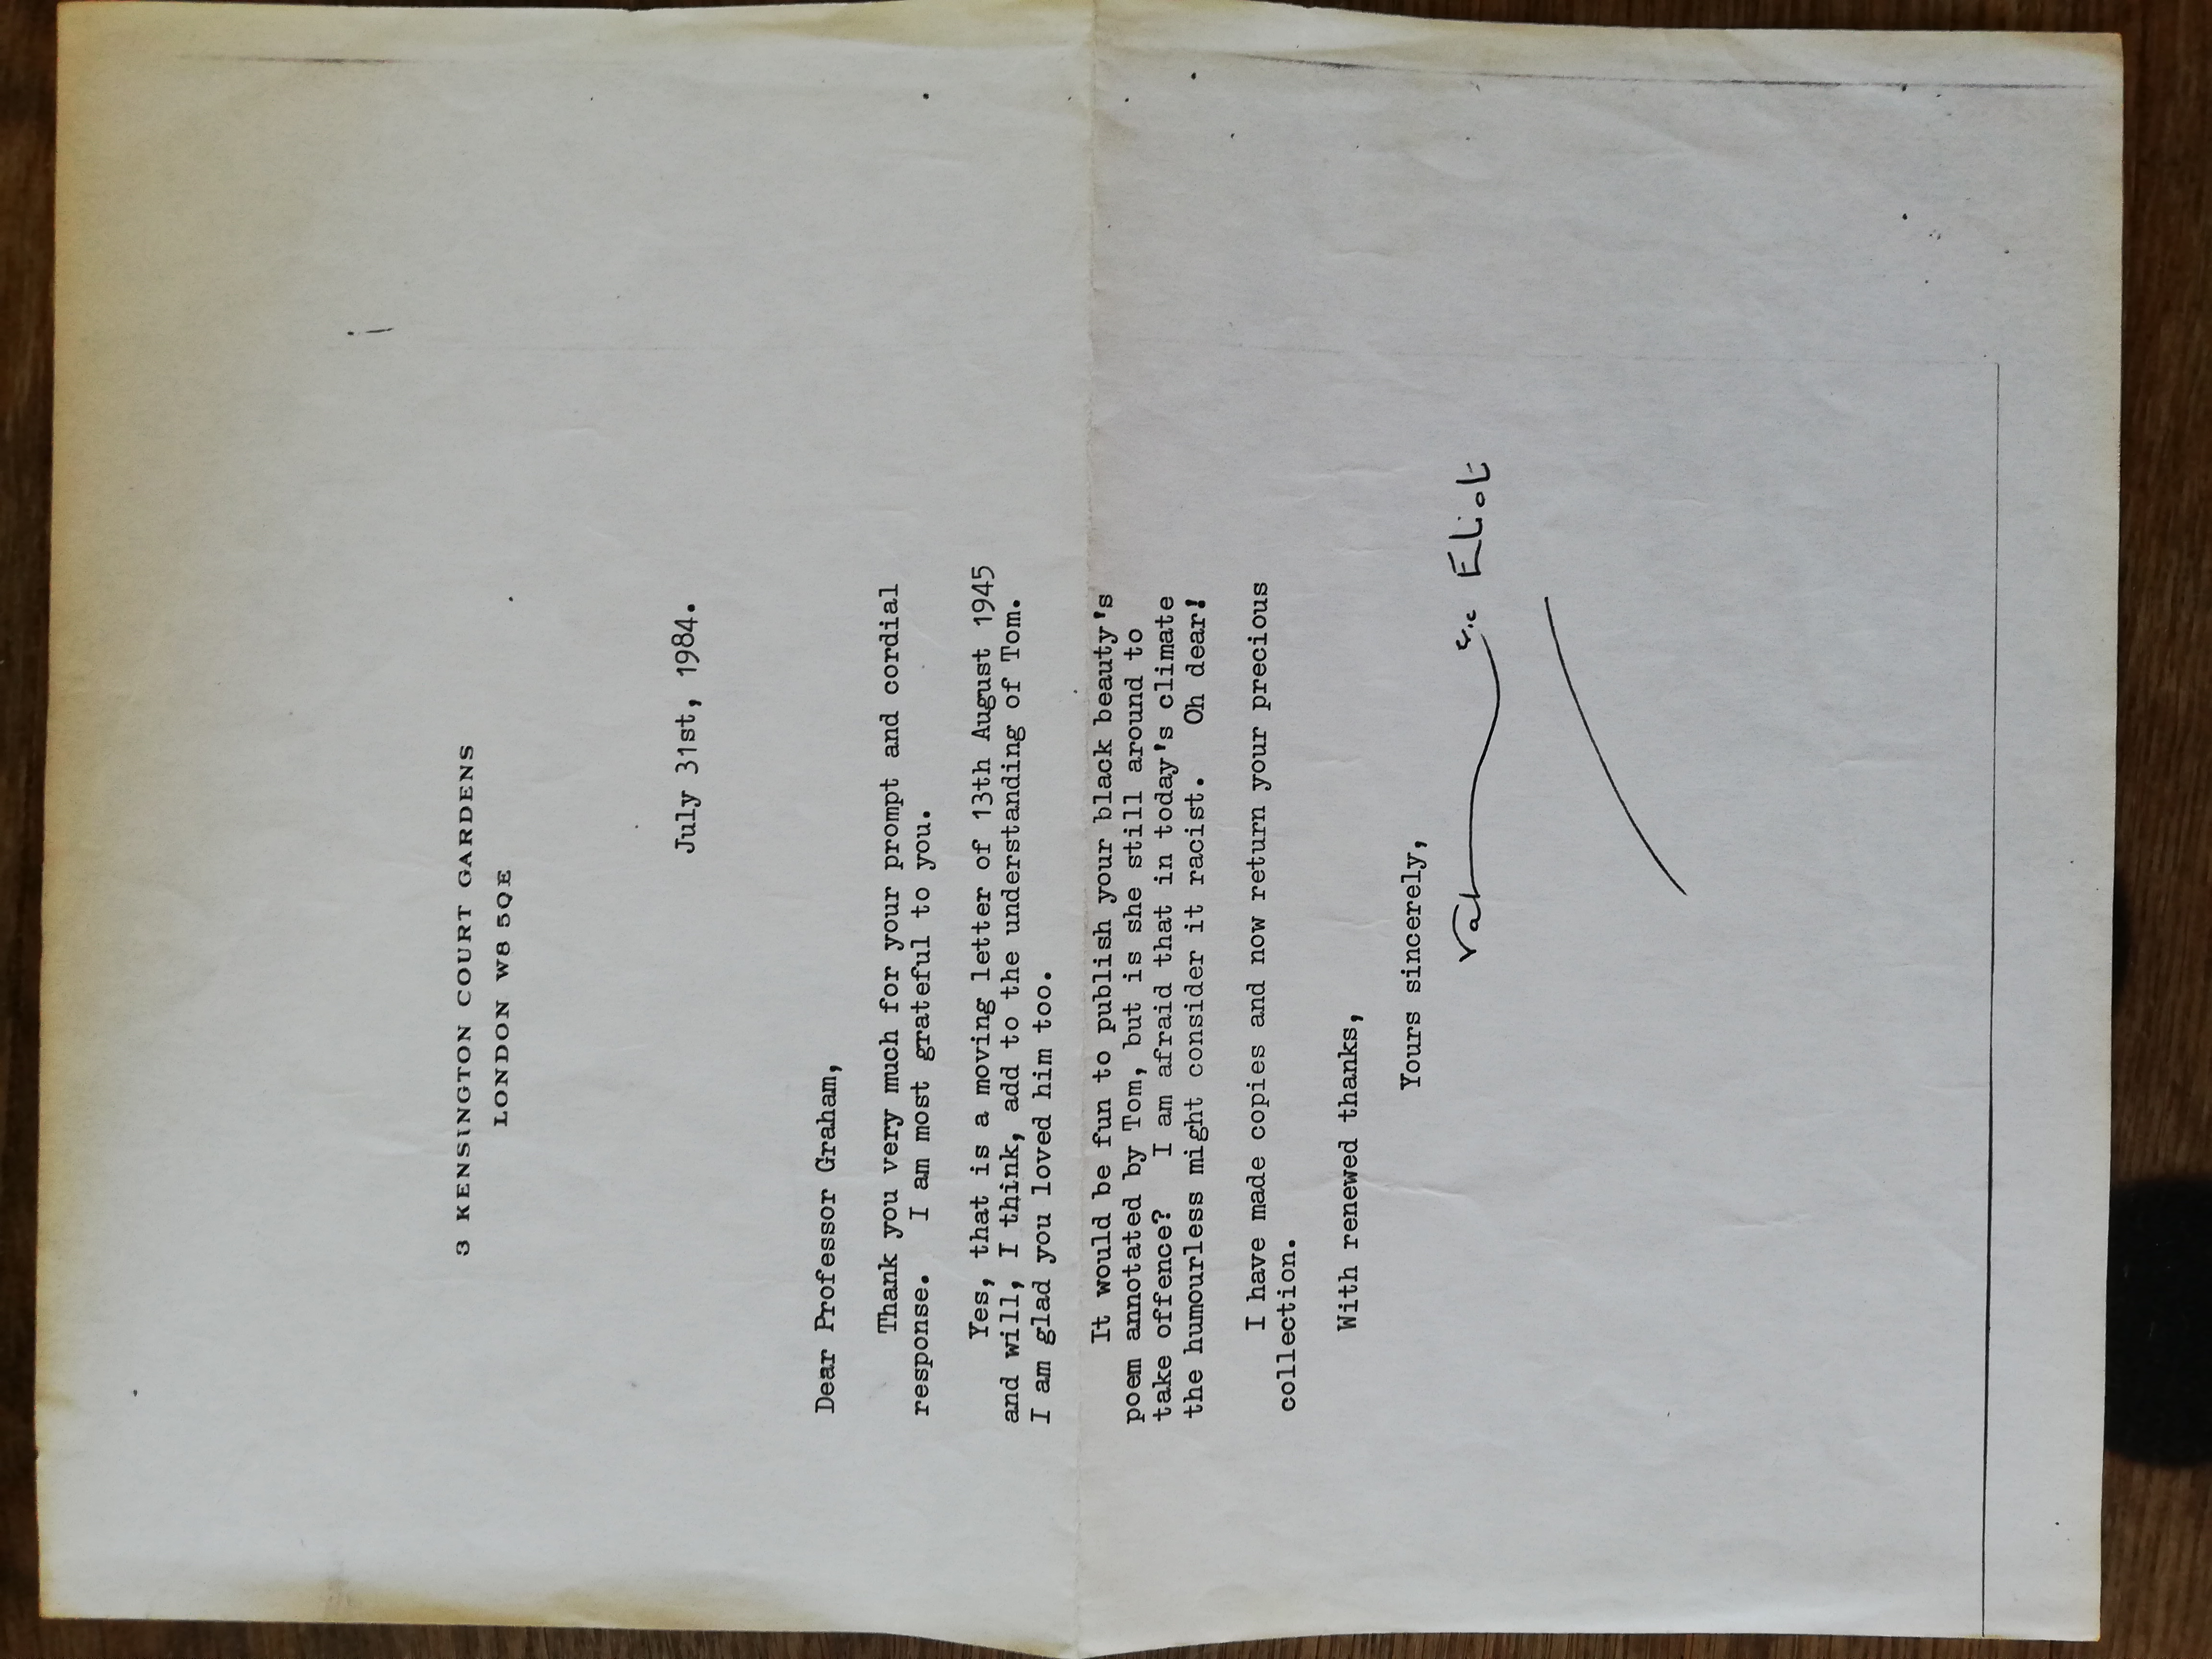 3 KENSINGTON COURT GARDENS
LONDON W8 5QE
July 31st, 1984.
Dear Professor Graham,
Thank you very much for your prompt and cordial
response. I am most grateful to you.
Yes, that is a moving letter of 13th August 1945
and will, I think, add to the understanding of Tom.
I am glad you loved him too.
It would be fun to publish your black beauty's
poem annotated by Tom, but is she still around to
take offence? I am afraid that in today's climate
the humourless might consider it racist. Oh dear!
I have made copies and now return your precious
collection.
With renewed thanks,
Yours sincerely,
Eliot